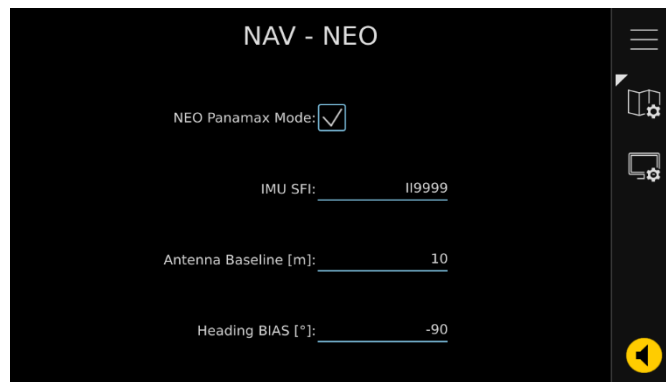 NAV - NEO
NEO Panamax Mode:
IMU SFI: II9999
Antenna Baseline [m]: 10
Heading BIAS [°]: -90